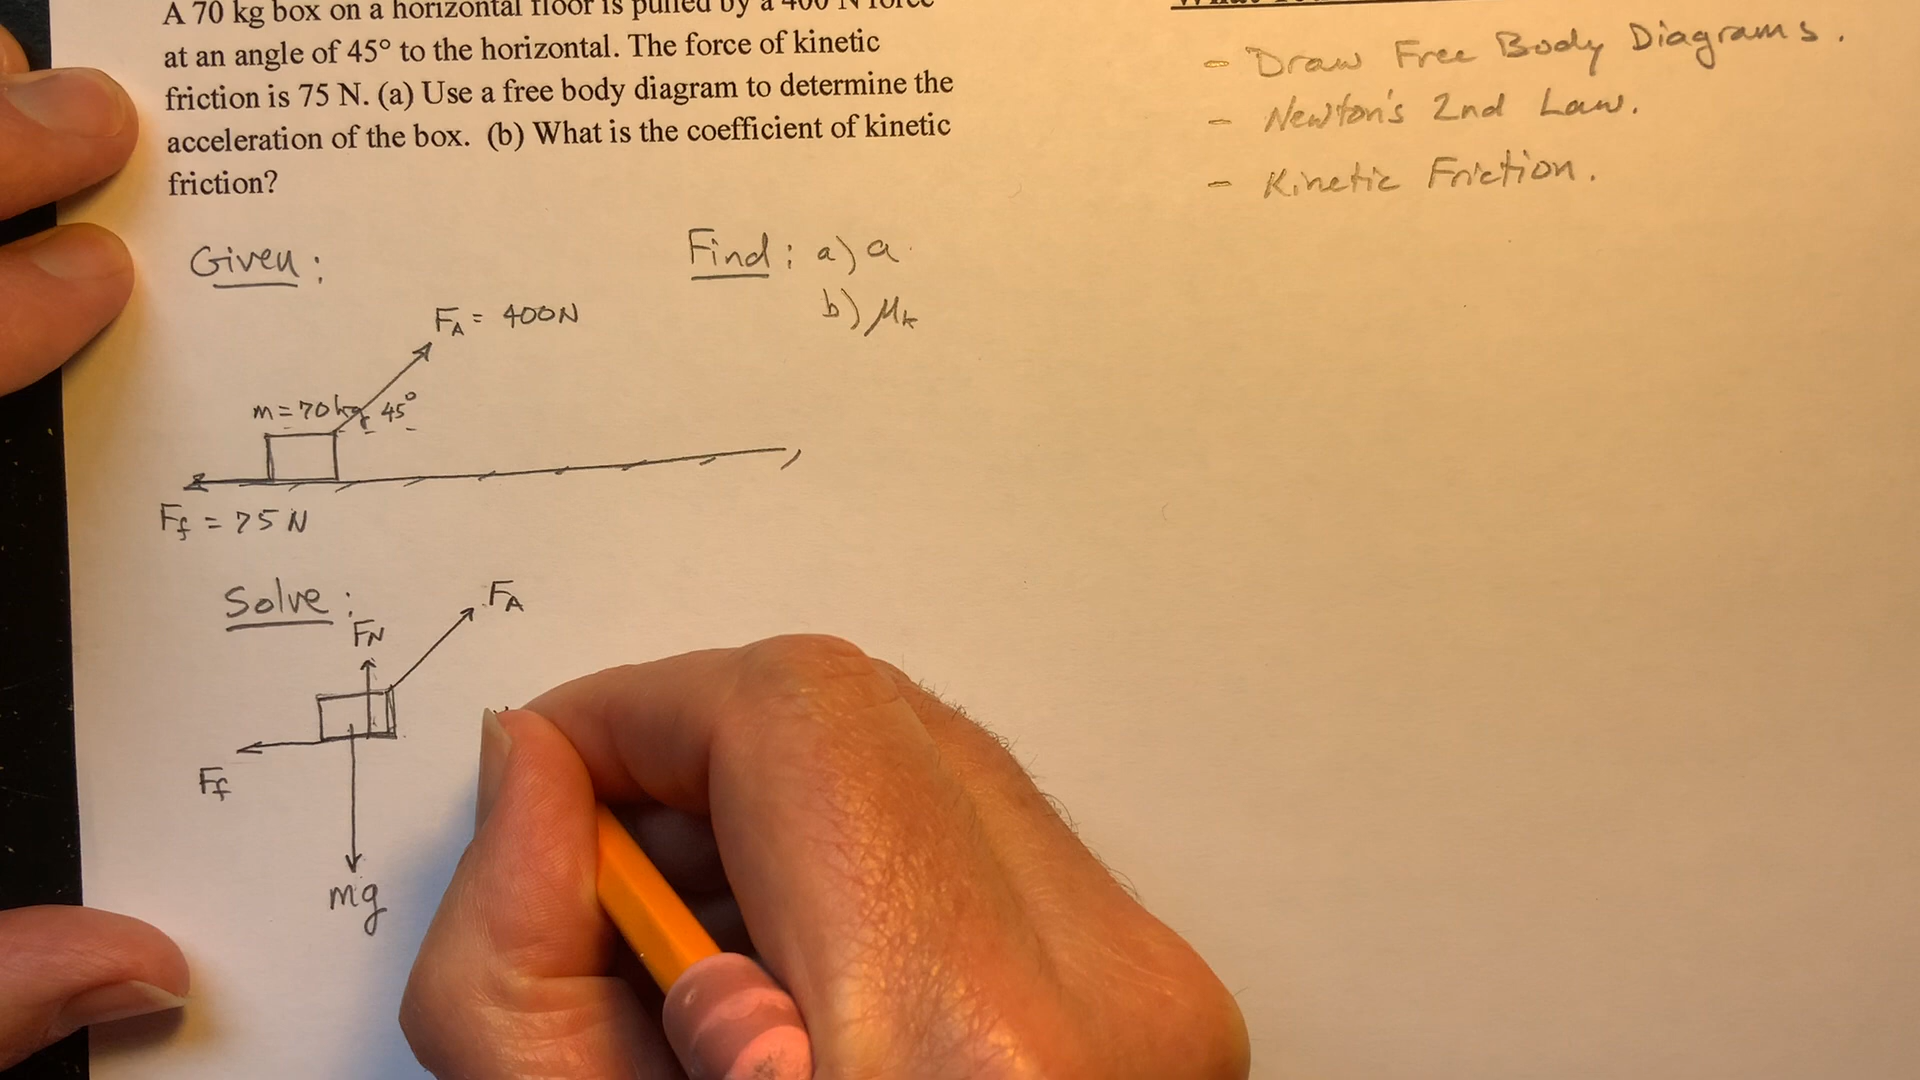 A 70 kg box on a horizontal floor is pulled by a 400 N force
at an angle of 45° to the horizontal. The force of kinetic
friction is 75 N. (a) Use a free body diagram to determine the
acceleration of the box. (b) What is the coefficient of kinetic
friction?
- Draw Free Body Diagrams.
- Newton's 2nd Law.
- Kinetic Friction.
Given:
Find: a) a
b) μk
FA = 400N
m = 70kg 45°
Ff = 75 N
Solve:
FA
FN
Ff
mg